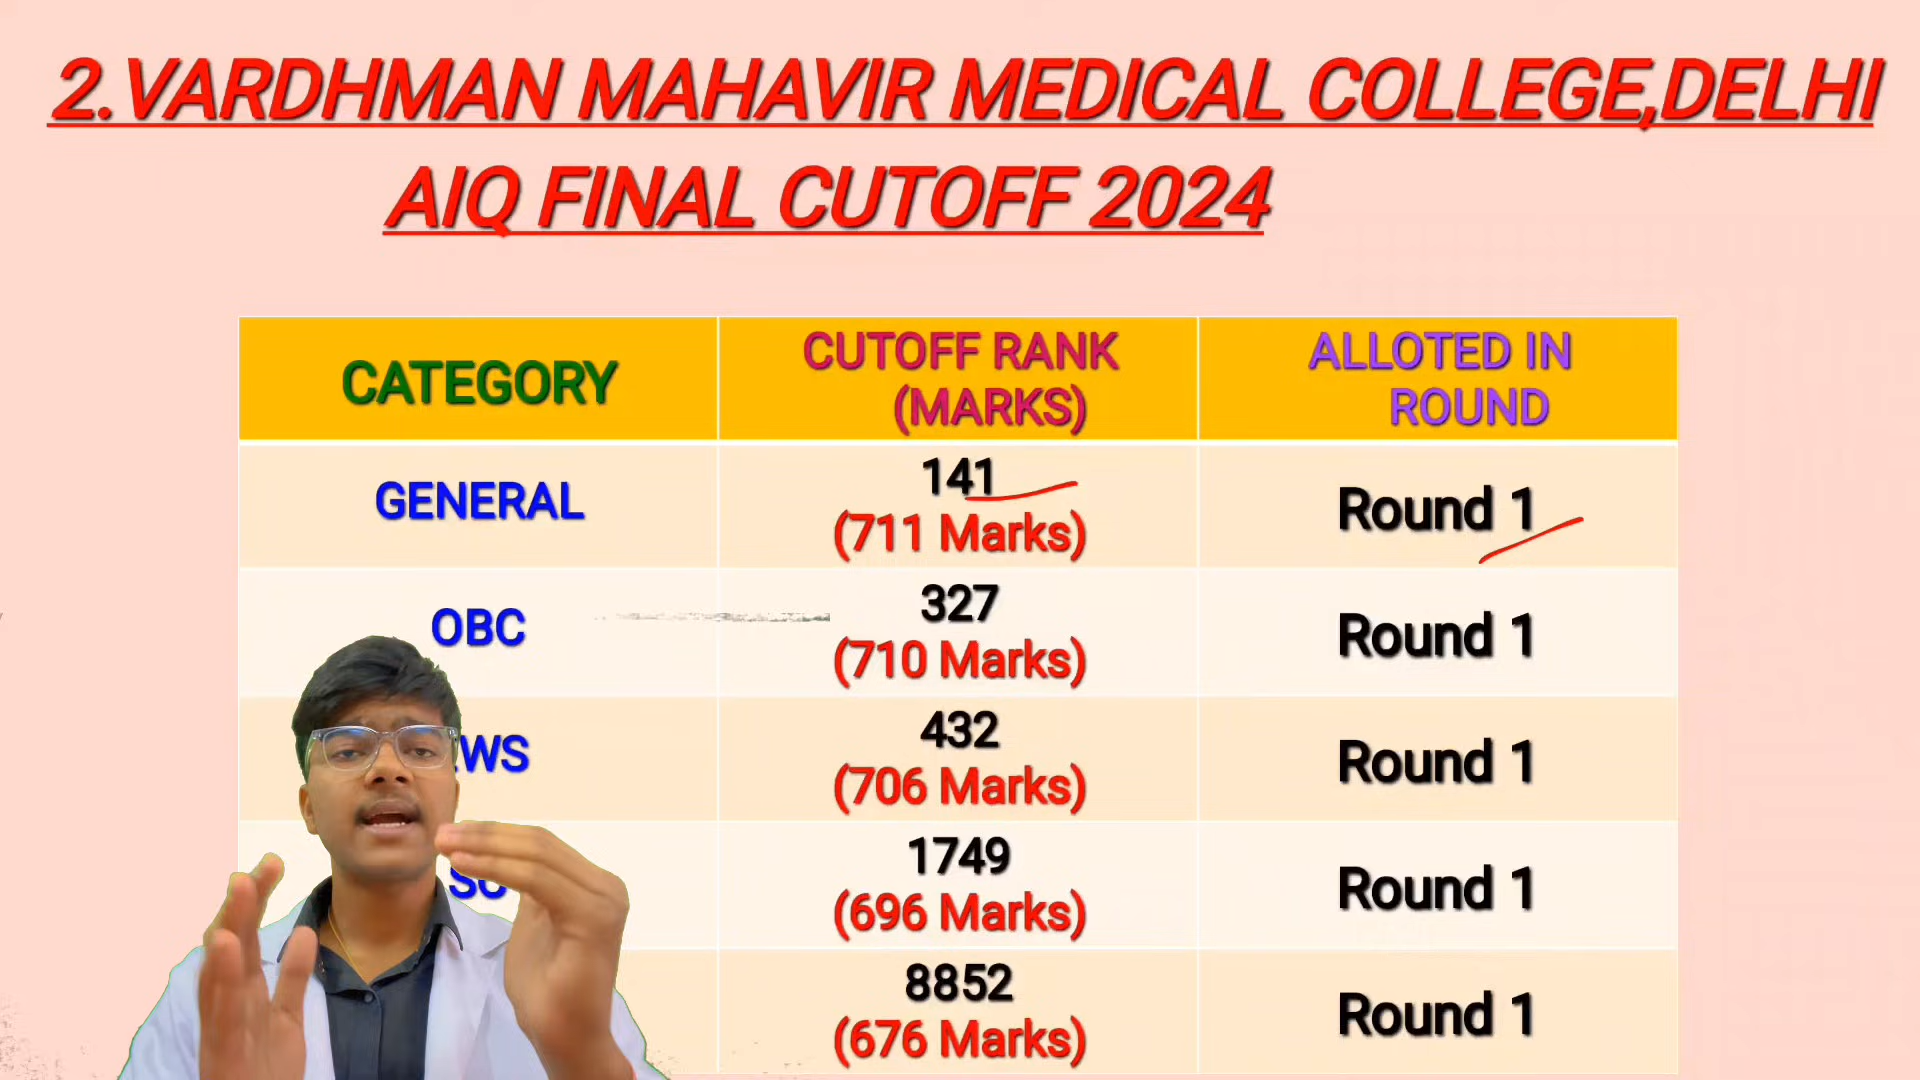 2.VARDHMAN MAHAVIR MEDICAL COLLEGE,DELHI
AIQ FINAL CUTOFF 2024
CATEGORY
CUTOFF RANK
(MARKS)
ALLOTED IN
ROUND
GENERAL
141
(711 Marks)
Round 1
OBC
327
(710 Marks)
Round 1
WS
432
(706 Marks)
Round 1
SC
1749
(696 Marks)
Round 1
8852
(676 Marks)
Round 1